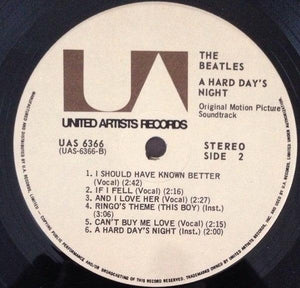 UA
UNITED ARTISTS RECORDS
THE
BEATLES
A HARD DAY'S
NIGHT
Original Motion Picture
Soundtrack
UAS 6366
(UAS-6366-B)
STEREO
SIDE 2
1. I SHOULD HAVE KNOWN BETTER
(Vocal) (2:42)
2. IF I FELL (Vocal) (2:16)
3. AND I LOVE HER (Vocal) (2:27)
4. RINGO'S THEME (THIS BOY) (Inst.)
(3:06)
5. CAN'T BUY ME LOVE (Vocal) (2:15)
6. A HARD DAY'S NIGHT (Inst.) (2:00)